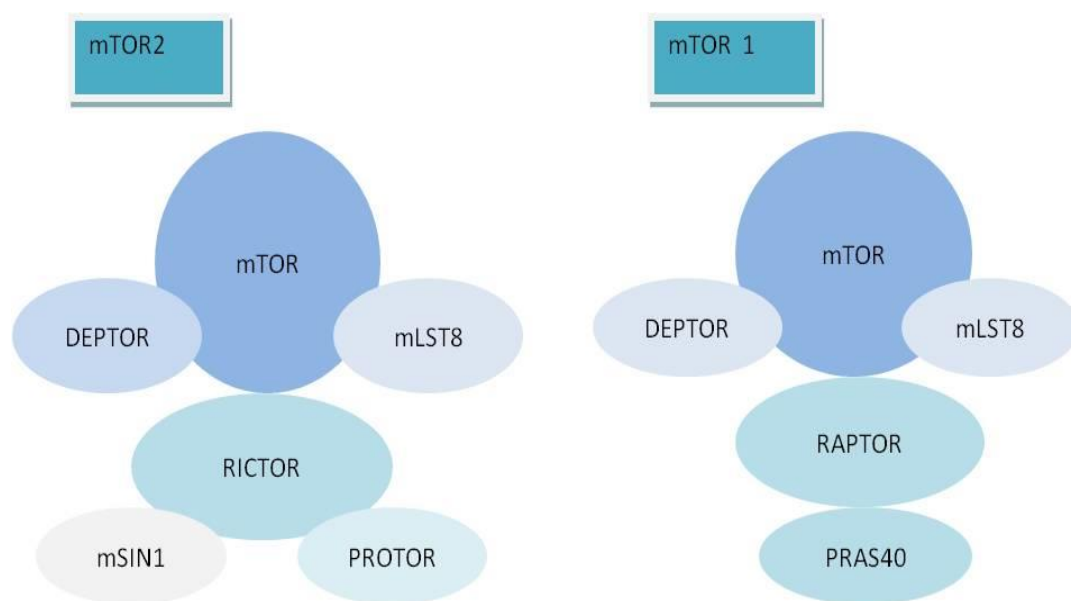 mTOR2
mTOR 1
mTOR
mTOR
DEPTOR
mLST8
DEPTOR
mLST8
RICTOR
RAPTOR
mSIN1
PROTOR
PRAS40